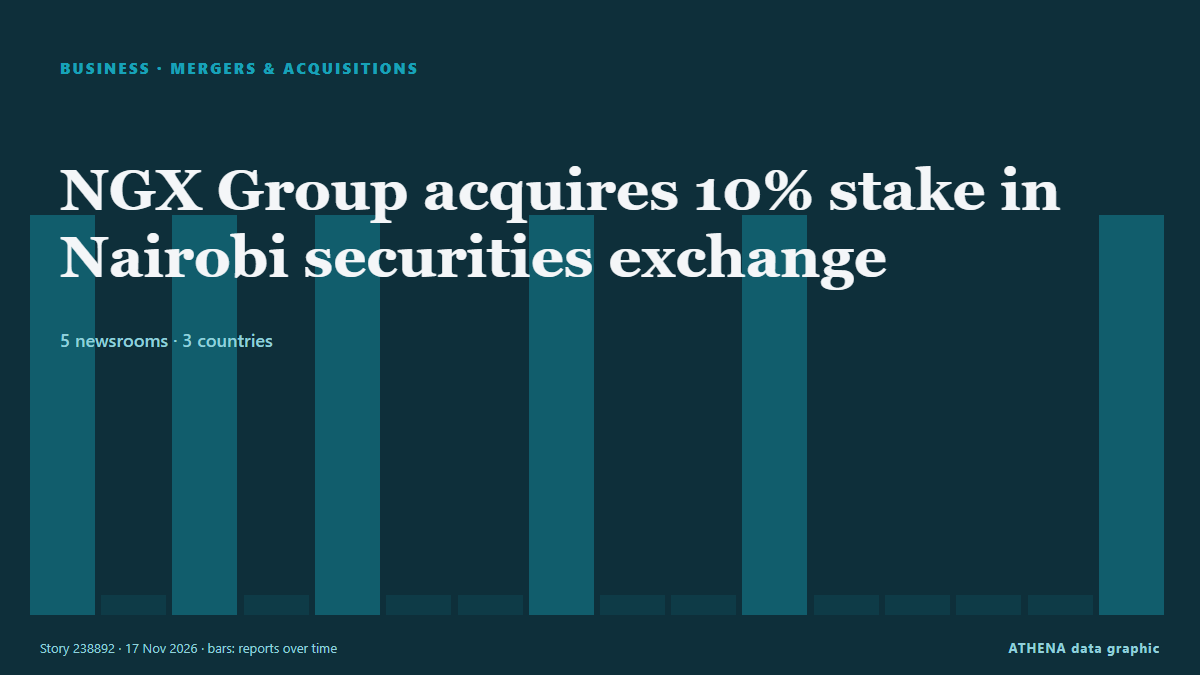 BUSINESS · MERGERS & ACQUISITIONS
NGX Group acquires 10% stake in
Nairobi securities exchange
5 newsrooms · 3 countries
Story 238892 · 17 Nov 2026 · bars: reports over time
ATHENA data graphic